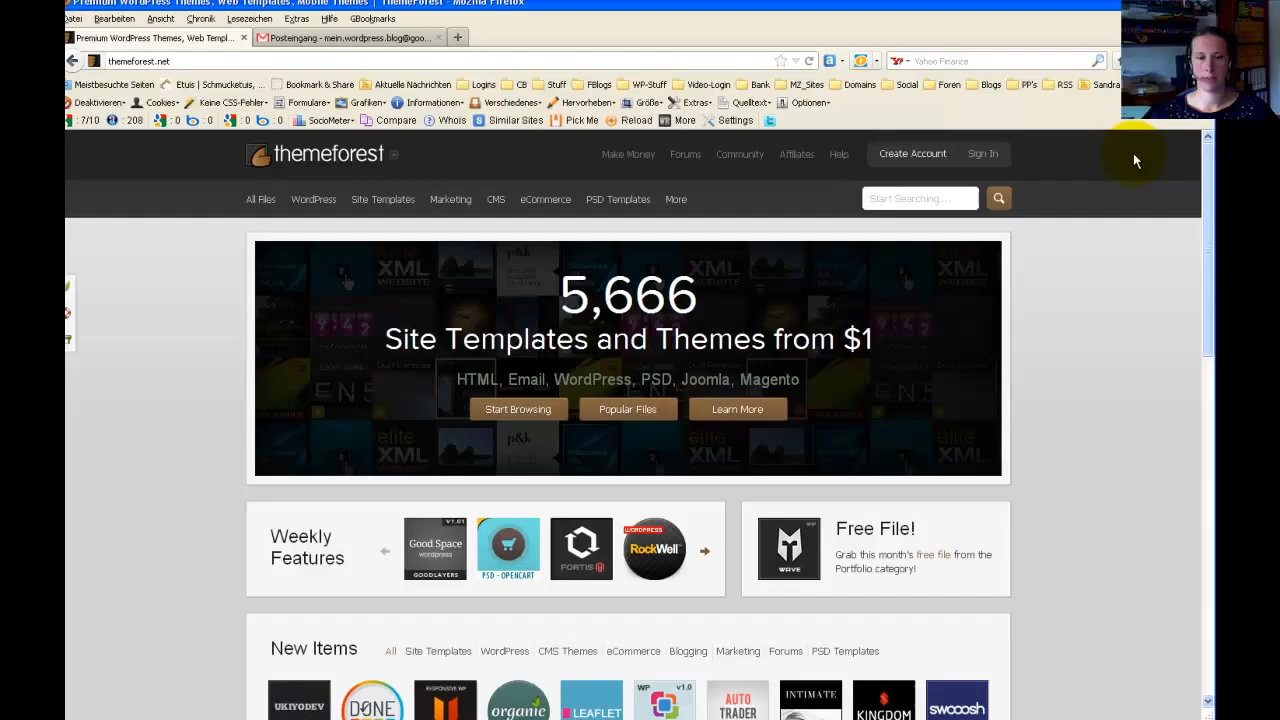 Premium WordPress Themes, Web Templates, Mobile Themes | ThemeForest - Mozilla Firefox
Datei Bearbeiten Ansicht Chronik Lesezeichen Extras Hilfe GBookmarks
Premium WordPress Themes, Web Templ... × Posteingang - mein.wordpress.blog@goo... × +
themeforest.net Yahoo Finance
Meistbesuchte Seiten Etuis | Schmucketuis... Bookmark & Share Aktuelle Nachrichten Logins CB Stuff FBlogs WP-Stuff Video-Login Bank MZ_Sites Domains Social Foren Blogs PP's RSS Sandra
Deaktivieren Cookies Keine CSS-Fehler Formulare Grafiken Informationen Verschiedenes Hervorheben Größe Extras Quelltext Optionen
: 7/10 : 208 : 0 : 0 : 0 : 0 SocioMeter Compare Whois Similar Sites Pick Me Reload More Settings
themeforest Make Money Forums Community Affiliates Help Create Account Sign In
All Files WordPress Site Templates Marketing CMS eCommerce PSD Templates More Start Searching ...
5,666
Site Templates and Themes from $1
HTML, Email, WordPress, PSD, Joomla, Magento
Start Browsing Popular Files Learn More
Weekly
Features
V1.01
Good Space
wordpress
GOODLAYERS
PSD - OPENCART
FORTIS
WORDPRESS
RockWell
WAVE
Free File!
Grab this month's free file from the
Portfolio category!
New Items All Site Templates WordPress CMS Themes eCommerce Blogging Marketing Forums PSD Templates
UKIYODEV
DONE
RESPONSIVE WP
organic
LEAFLET
WP v1.0
AUTO
TRADER
INTIMATE
KINGDOM
swooosh